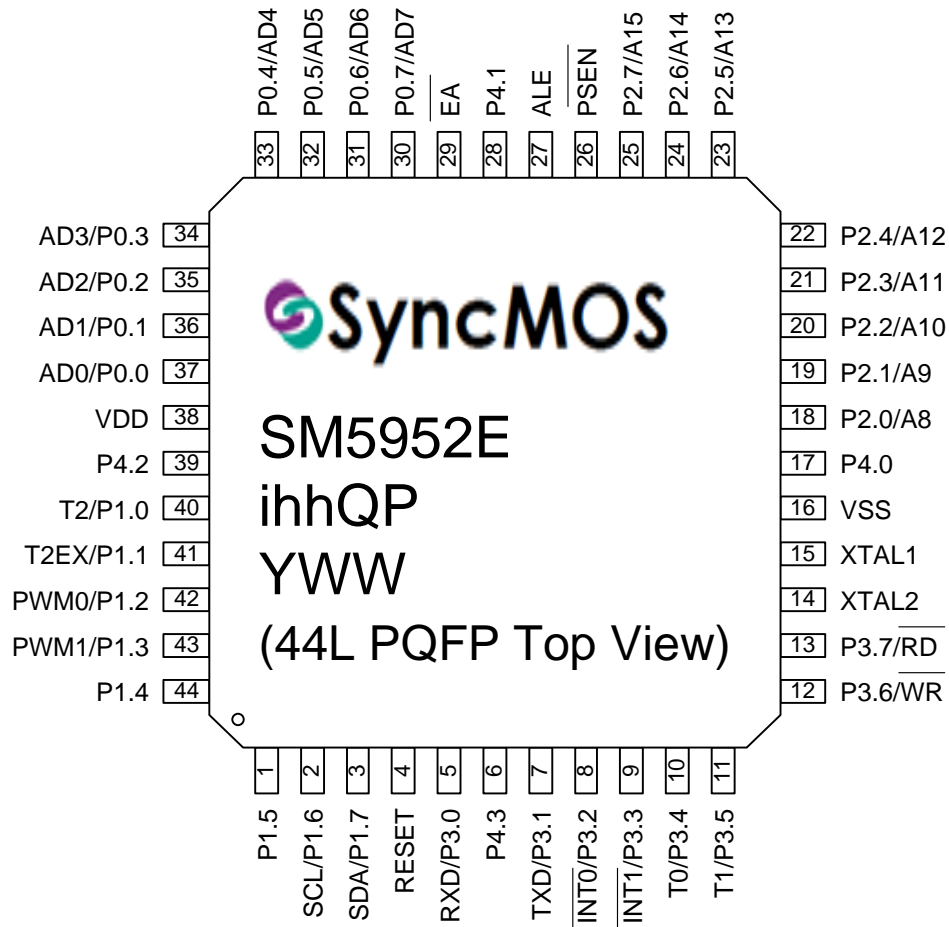 P0.4/AD4
P0.5/AD5
P0.6/AD6
P0.7/AD7
EA
P4.1
ALE
PSEN
P2.7/A15
P2.6/A14
P2.5/A13
33
32
31
30
29
28
27
26
25
24
23
AD3/P0.3 34
AD2/P0.2 35
AD1/P0.1 36
AD0/P0.0 37
VDD 38
P4.2 39
T2/P1.0 40
T2EX/P1.1 41
PWM0/P1.2 42
PWM1/P1.3 43
P1.4 44
SyncMOS
SM5952E
ihhQP
YWW
(44L PQFP Top View)
22 P2.4/A12
21 P2.3/A11
20 P2.2/A10
19 P2.1/A9
18 P2.0/A8
17 P4.0
16 VSS
15 XTAL1
14 XTAL2
13 P3.7/RD
12 P3.6/WR
1
2
3
4
5
6
7
8
9
10
11
P1.5
SCL/P1.6
SDA/P1.7
RESET
RXD/P3.0
P4.3
TXD/P3.1
INT0/P3.2
INT1/P3.3
T0/P3.4
T1/P3.5